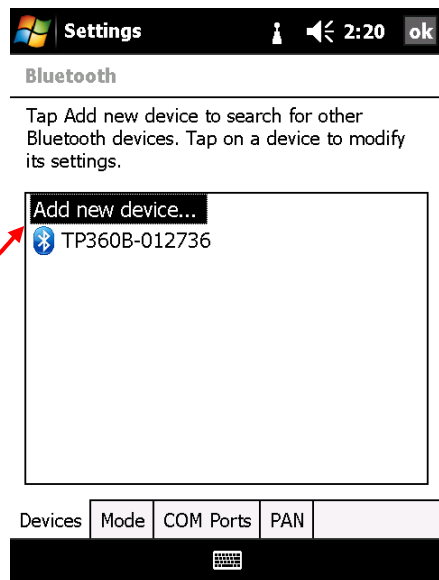 Settings 2:20 ok
Bluetooth
Tap Add new device to search for other
Bluetooth devices. Tap on a device to modify
its settings.
Add new device...
TP360B-012736
Devices Mode COM Ports PAN